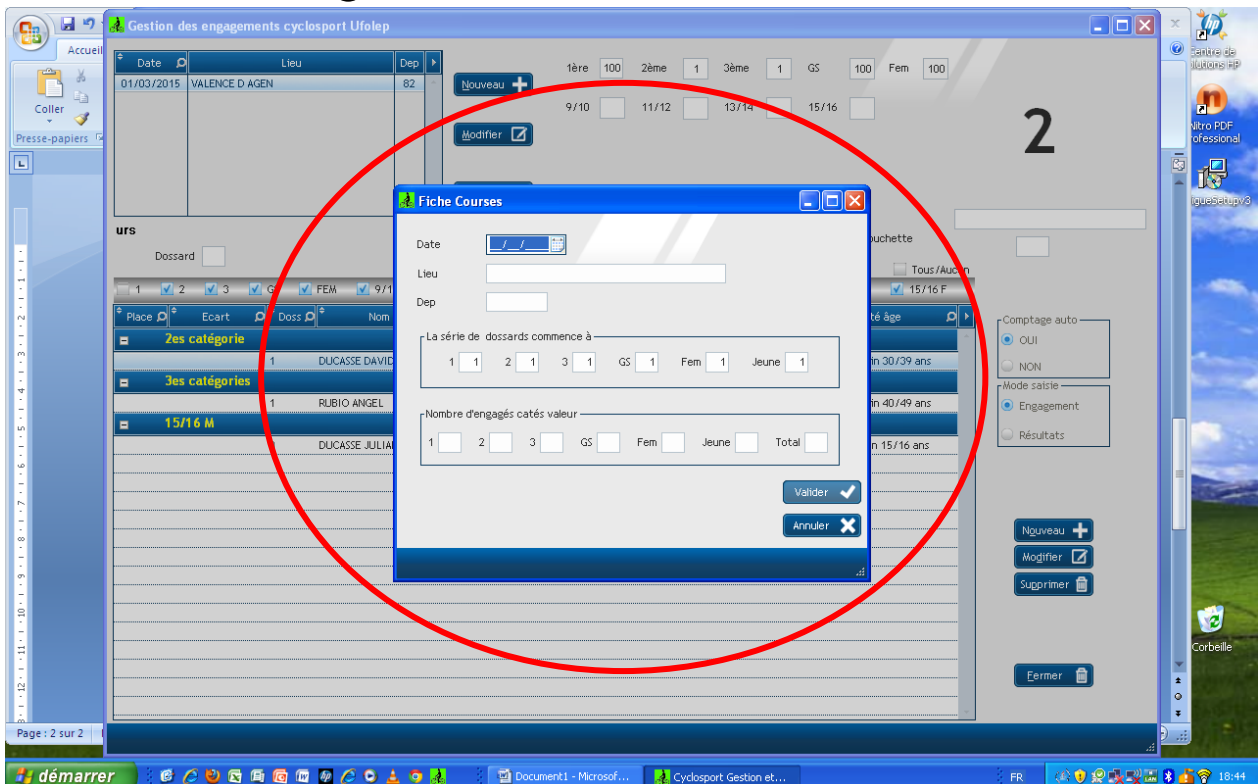 Gestion des engagements cyclosport Ufolep
Accueil
Coller
Presse-papiers
Date Lieu Dep
01/03/2015 VALENCE D AGEN 82
Nouveau
Modifier
1ère 100 2ème 1 3ème 1 GS 100 Fem 100
9/10 11/12 13/14 15/16
2
urs
Dossard
Tous/Aucun
1 2 3 FEM 15/16 F
Place Ecart Doss Nom
2es catégorie
1 DUCASSE DAVID
3es catégories
1 RUBIO ANGEL
15/16 M
DUCASSE JULIA
té âge
in 30/39 ans
in 40/49 ans
n 15/16 ans
Fiche Courses
Date __/__/____
Lieu
Dep
La série de dossards commence à
1 1 2 1 3 1 GS 1 Fem 1 Jeune 1
Nombre d'engagés catés valeur
1 2 3 GS Fem Jeune Total
Valider
Annuler
Comptage auto
OUI
NON
Mode saisie
Engagement
Résultats
Nouveau
Modifier
Supprimer
Fermer
Nitro PDF
rofessional
igueSetupv3
Corbeille
Page : 2 sur 2
démarrer
Document1 - Microsof...
Cyclosport Gestion et...
FR
18:44